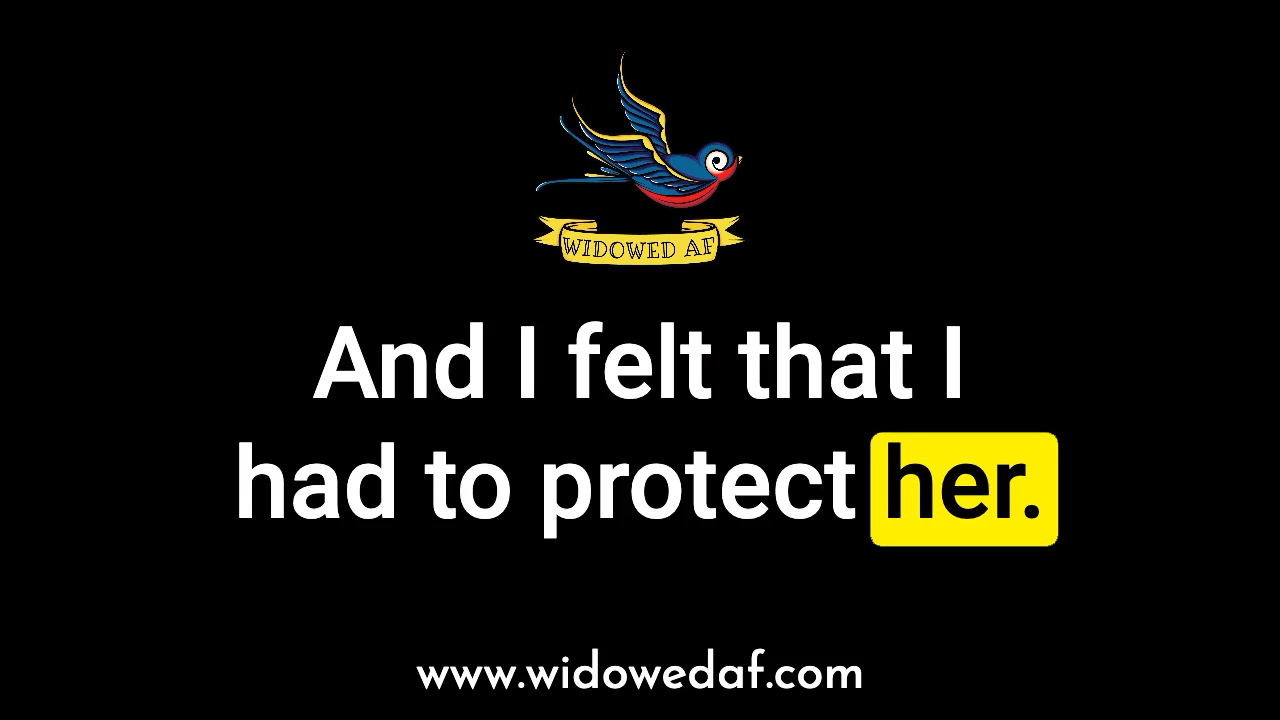 WIDOWED AF
And I felt that I
had to protect her.
www.widowedaf.com